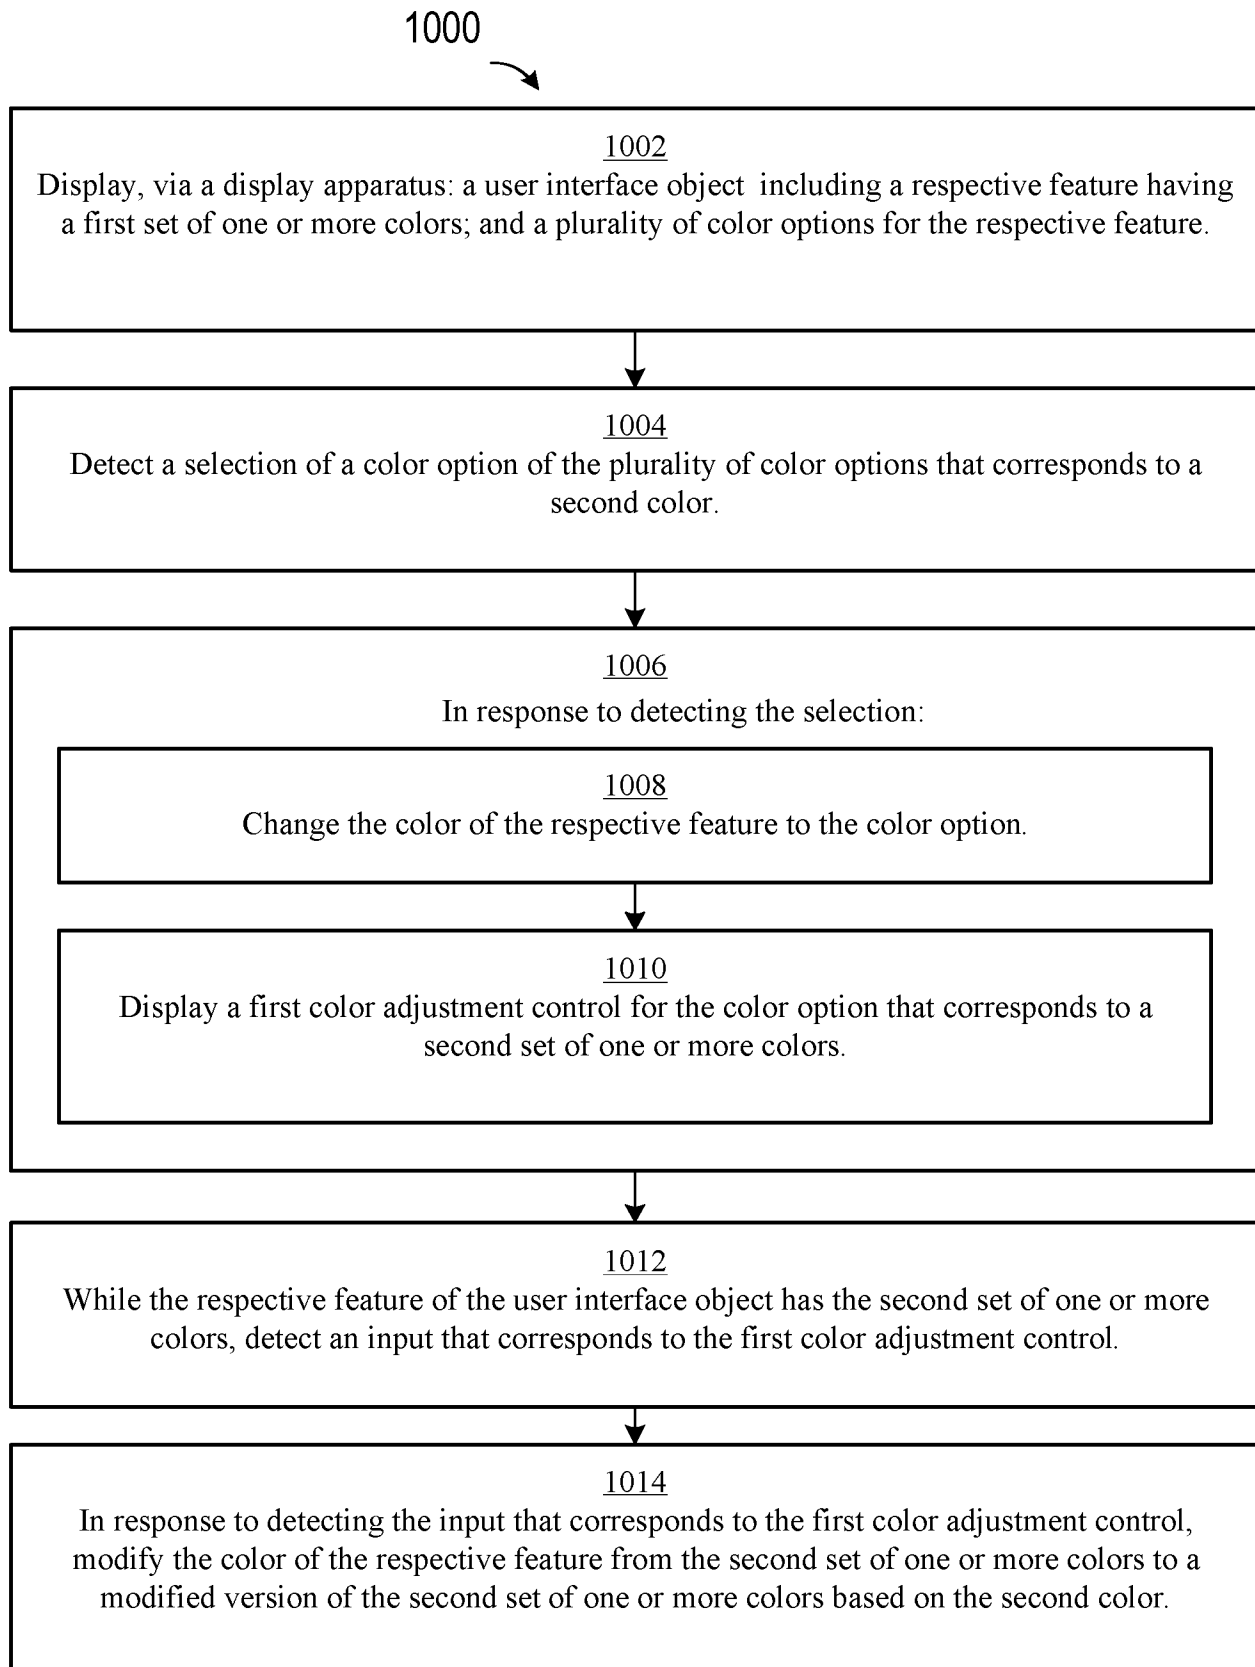 1000
1002
Display, via a display apparatus: a user interface object including a respective feature having
a first set of one or more colors; and a plurality of color options for the respective feature.
1004
Detect a selection of a color option of the plurality of color options that corresponds to a
second color.
1006
In response to detecting the selection:
1008
Change the color of the respective feature to the color option.
1010
Display a first color adjustment control for the color option that corresponds to a
second set of one or more colors.
1012
While the respective feature of the user interface object has the second set of one or more
colors, detect an input that corresponds to the first color adjustment control.
1014
In response to detecting the input that corresponds to the first color adjustment control,
modify the color of the respective feature from the second set of one or more colors to a
modified version of the second set of one or more colors based on the second color.